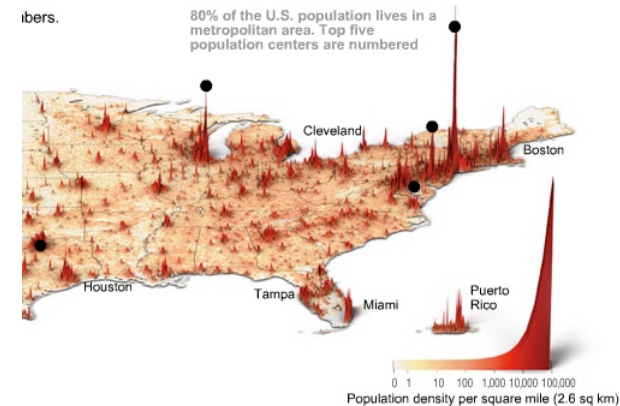 80% of the U.S. population lives in a
metropolitan area. Top five
population centers are numbered
Cleveland
Boston
Houston
Tampa
Miami
Puerto
Rico
0 1 10 100 1,000 10,000 100,000
Population density per square mile (2.6 sq km)